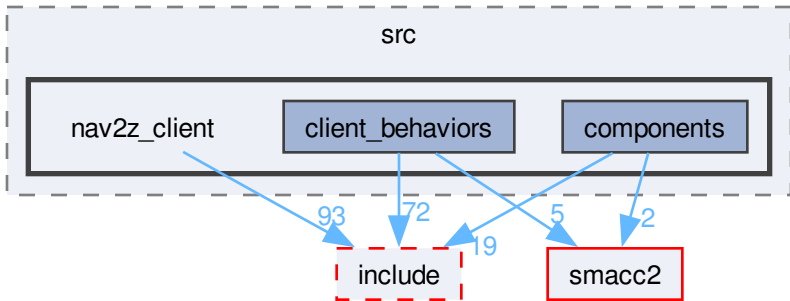 src
nav2z_client
client_behaviors
components
93
72
19
5
2
include
smacc2